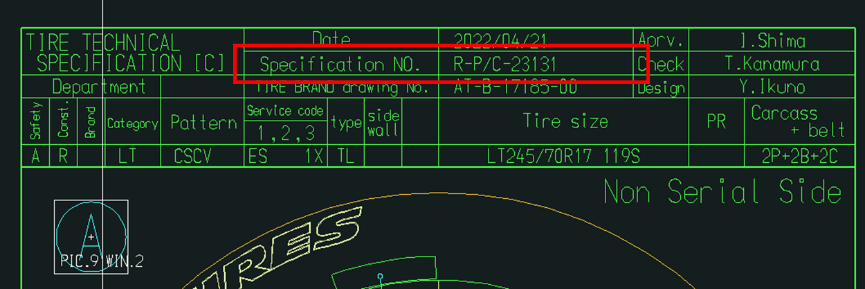 TIRE TECHNICAL
SPECIFICATION [C]
Date 2022/04/21 Aprv. I.Shima
Specification NO. R-P/C-23131 Check T.Kanamura
Department TIRE BRAND drawing No. AT-B-17185-00 Design Y.Ikuno
Safety Const. Brand Category Pattern Service code 1,2,3 type side wall Tire size PR Carcass + belt
A R LT CSCV ES 1X TL LT245/70R17 119S 2P+2B+2C
Non Serial Side
A
PIC.9 WIN.2
IRES